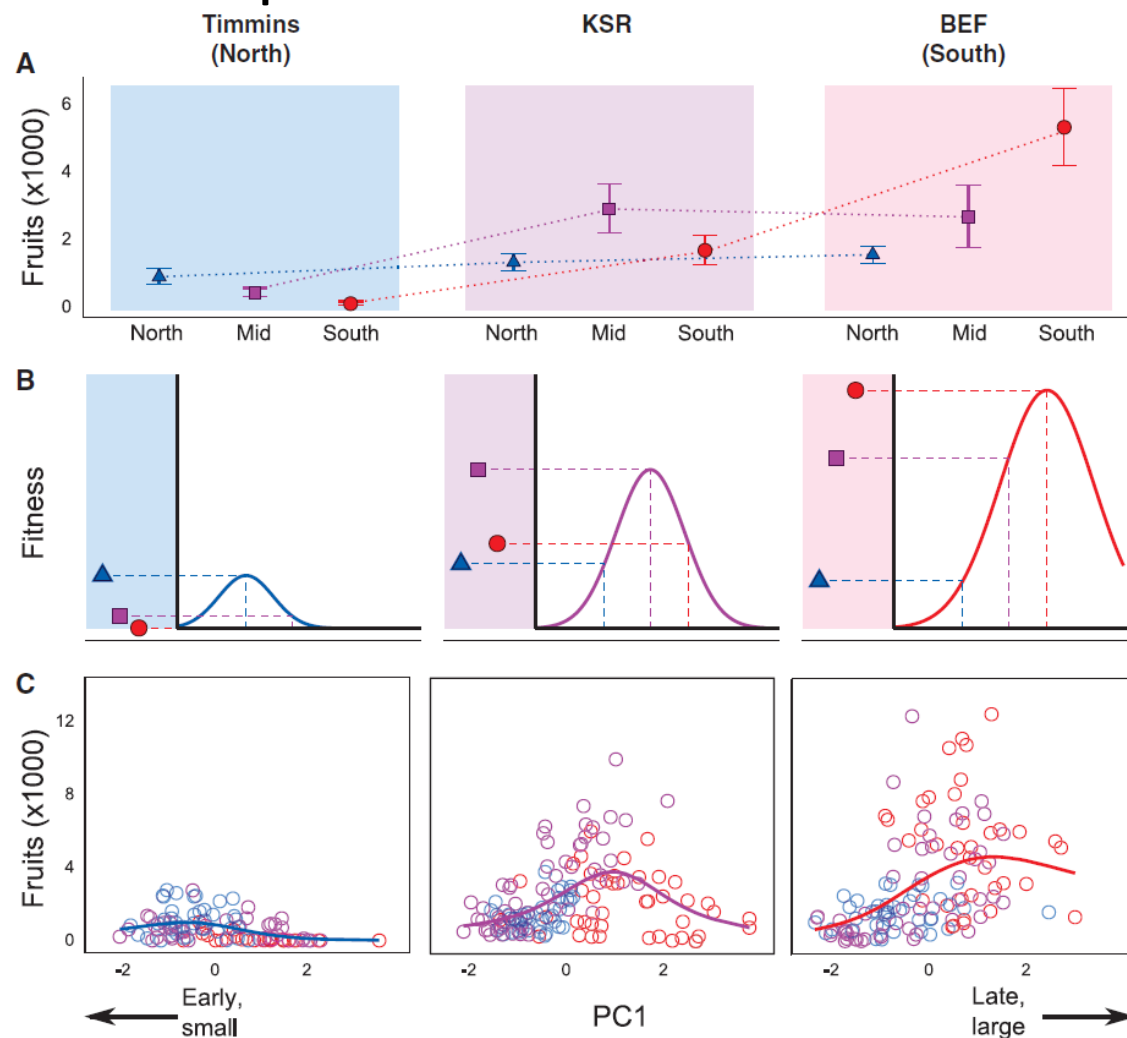 Timmins
(North)
KSR
BEF
(South)
A
Fruits (x1000)
6
4
2
0
North Mid South North Mid South North Mid South
B
Fitness
C
Fruits (x1000)
12
8
4
0
-2 0 2 -2 0 2 -2 0 2
Early,
small
PC1
Late,
large